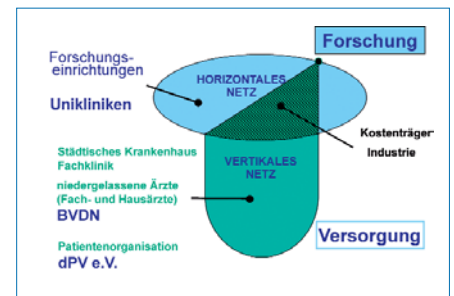 Forschung
Forschungs-
einrichtungen
Unikliniken
HORIZONTALES
NETZ
Kostenträger
Industrie
Städtisches Krankenhaus
Fachklinik
niedergelassene Ärzte
(Fach- und Hausärzte)
BVDN
Patientenorganisation
dPV e.V.
VERTIKALES
NETZ
Versorgung